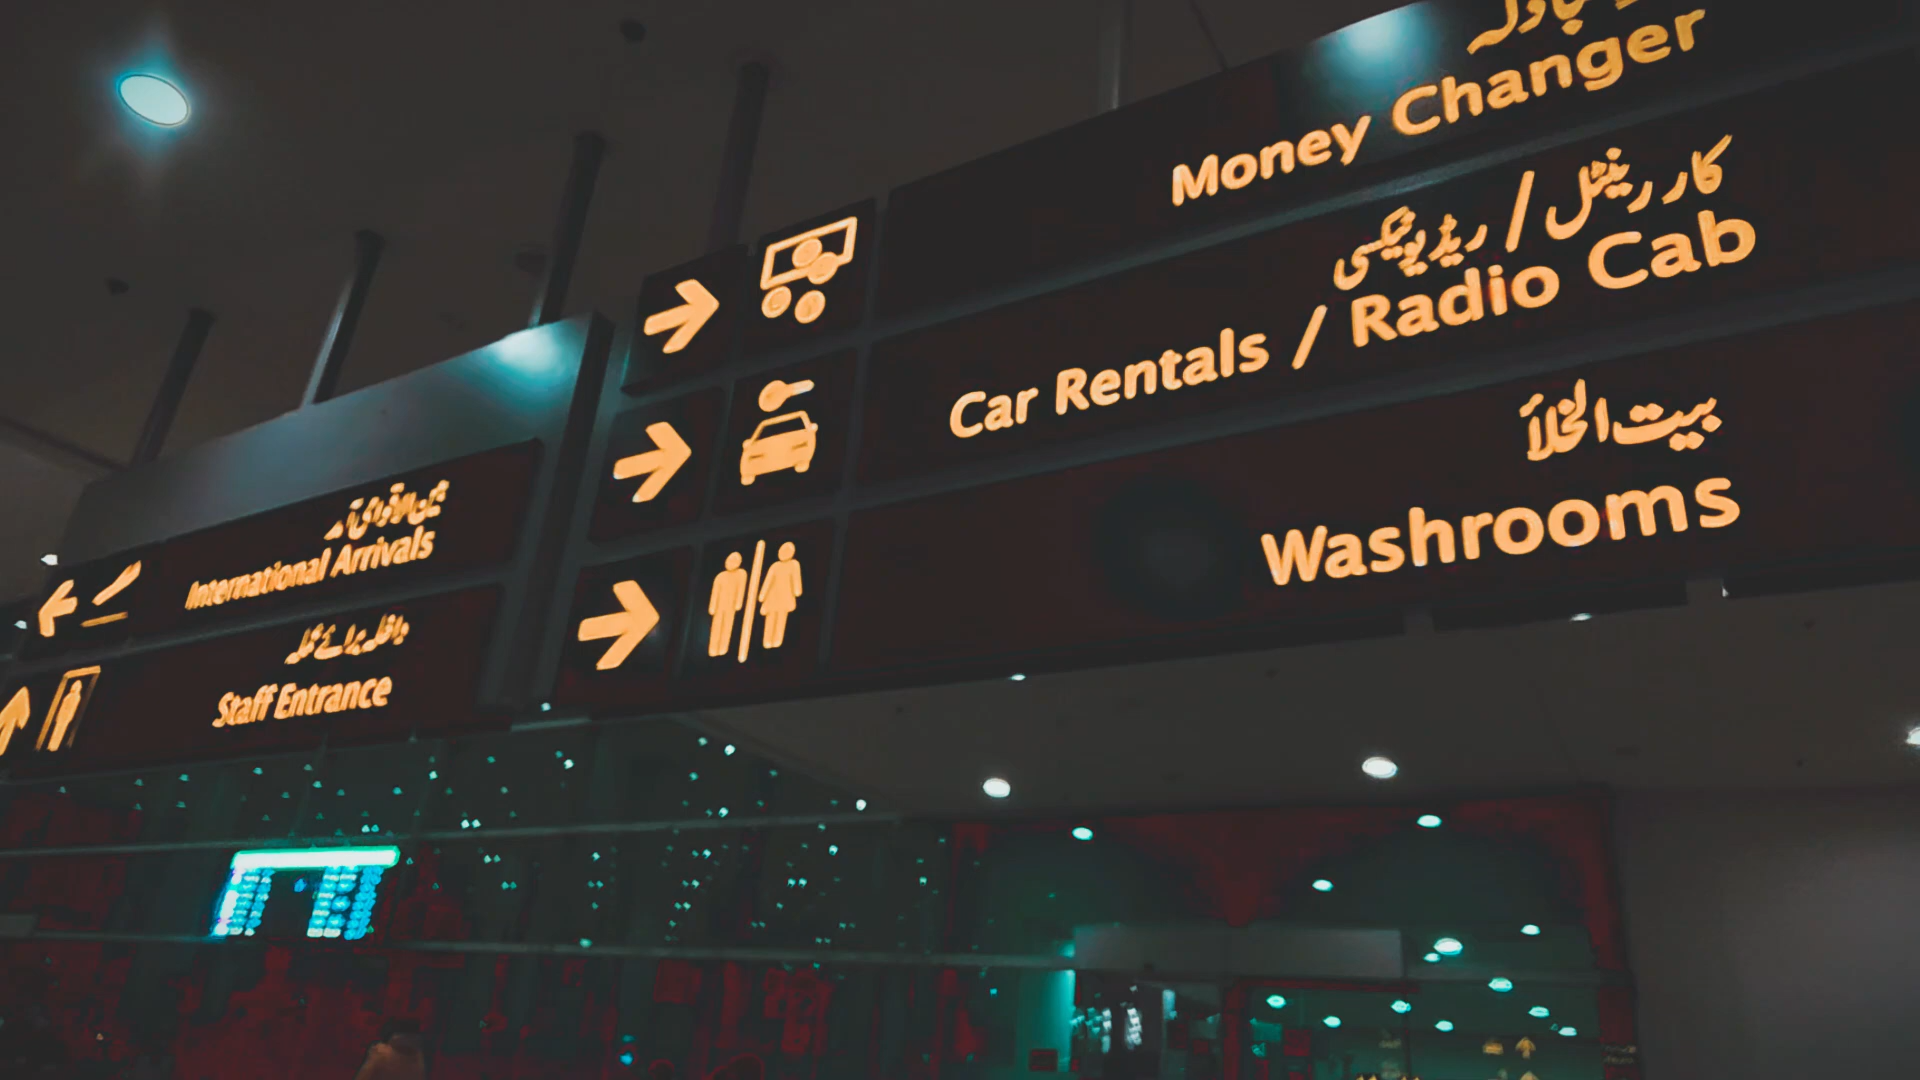 Money Changer
کار رینٹل / ریڈیو ٹیکسی
Car Rentals / Radio Cab
بیت الخلأ
Washrooms
بین الاقوامی آمد
International Arrivals
داخلہ برائے عملہ
Staff Entrance